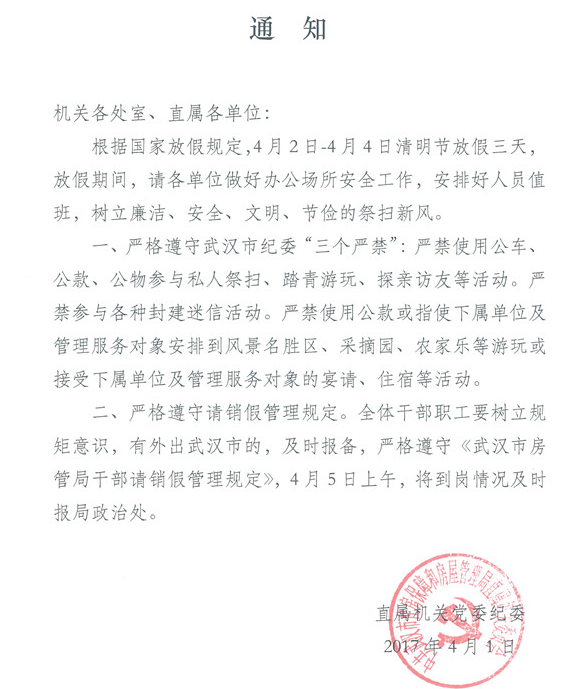 通 知
机关各处室、直属各单位:
根据国家放假规定,4月2日-4月4日清明节放假三天,
放假期间，请各单位做好办公场所安全工作，安排好人员值
班，树立廉洁、安全、文明、节俭的祭扫新风。
一、严格遵守武汉市纪委“三个严禁”：严禁使用公车、
公款、公物参与私人祭扫、踏青游玩、探亲访友等活动。严
禁参与各种封建迷信活动。严禁使用公款或指使下属单位及
管理服务对象安排到风景名胜区、采摘园、农家乐等游玩或
接受下属单位及管理服务对象的宴请、住宿等活动。
二、严格遵守请销假管理规定。全体干部职工要树立规
矩意识，有外出武汉市的，及时报备，严格遵守《武汉市房
管局干部请销假管理规定》，4月5日上午，将到岗情况及时
报局政治处。
直属机关党委纪委
2017年4月1日